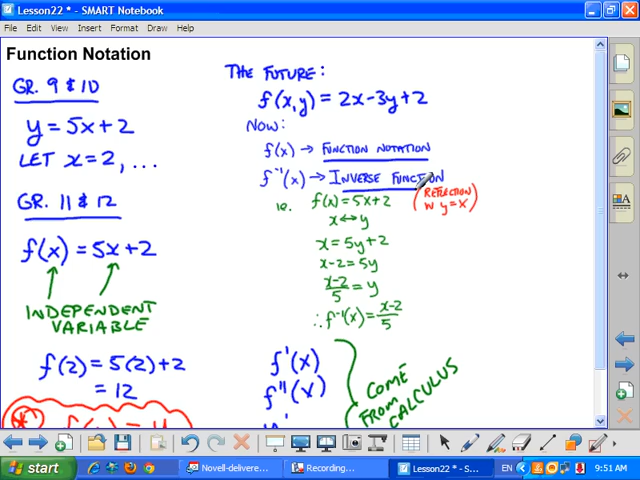 Lesson22 * - SMART Notebook
File Edit View Insert Format Draw Help
Function Notation
GR. 9 & 10
y = 5x + 2
LET x = 2, ...
GR. 11 & 12
f(x) = 5x + 2
INDEPENDENT
VARIABLE
f(2) = 5(2) + 2
= 12
THE FUTURE:
f(x,y) = 2x - 3y + 2
NOW:
f(x) → FUNCTION NOTATION
f⁻¹(x) → INVERSE FUNCTION
ie. f(x) = 5x + 2
(REFLECTION
IN y = x)
x ↔ y
x = 5y + 2
x - 2 = 5y
x-2/5 = y
∴ f⁻¹(x) = x-2/5
f'(x)
f''(x)
y'
COME
FROM
CALCULUS
start
Novell-delivere...
Recording...
Lesson22 * - SM...
EN
9:51 AM